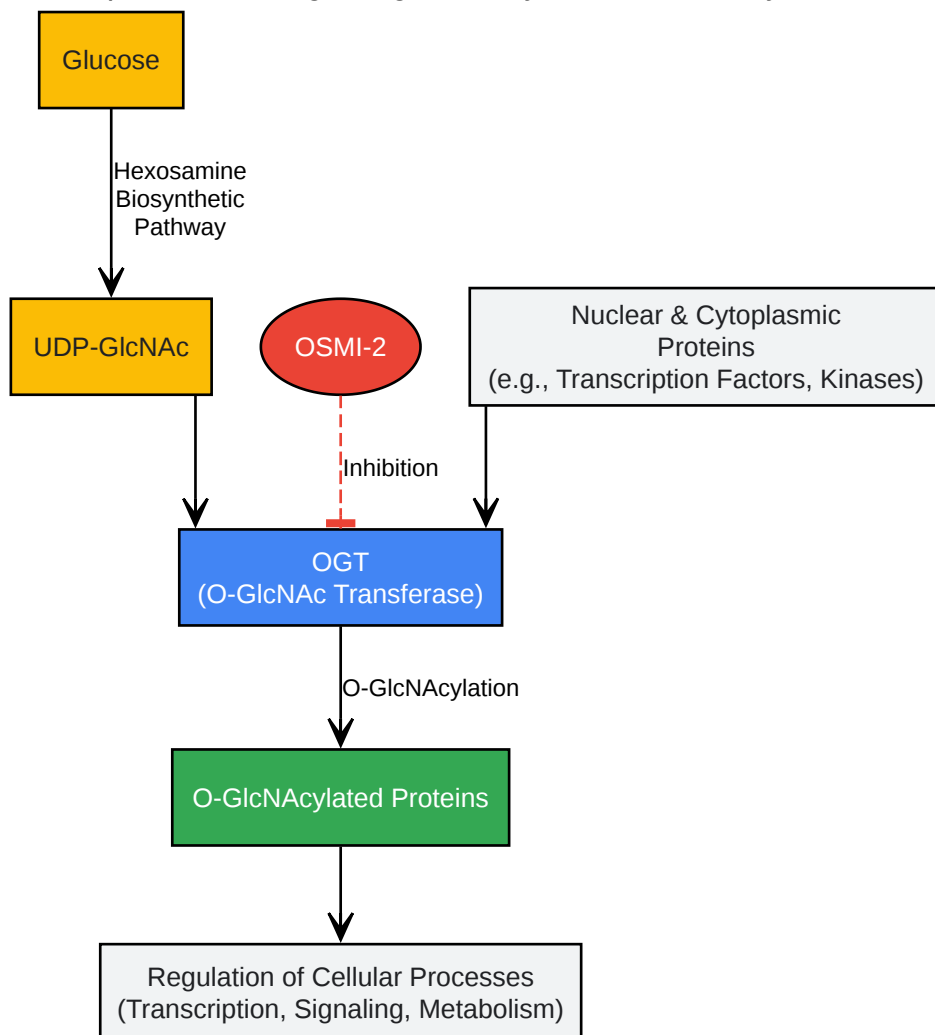 Glucose
Hexosamine
Biosynthetic
Pathway
UDP-GlcNAc
OSMI-2
Nuclear & Cytoplasmic
Proteins
(e.g., Transcription Factors, Kinases)
Inhibition
OGT
(O-GlcNAc Transferase)
O-GlcNAcylation
O-GlcNAcylated Proteins
Regulation of Cellular Processes
(Transcription, Signaling, Metabolism)